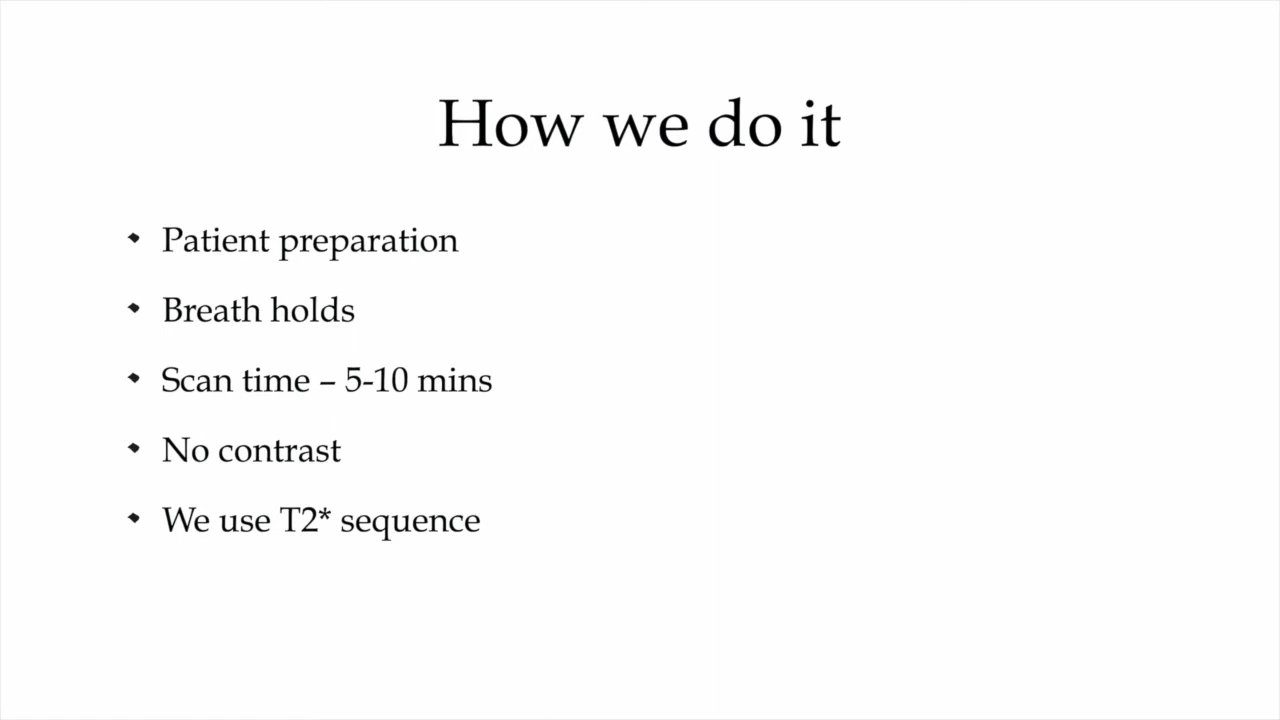 How we do it
Patient preparation
Breath holds
Scan time – 5-10 mins
No contrast
We use T2* sequence